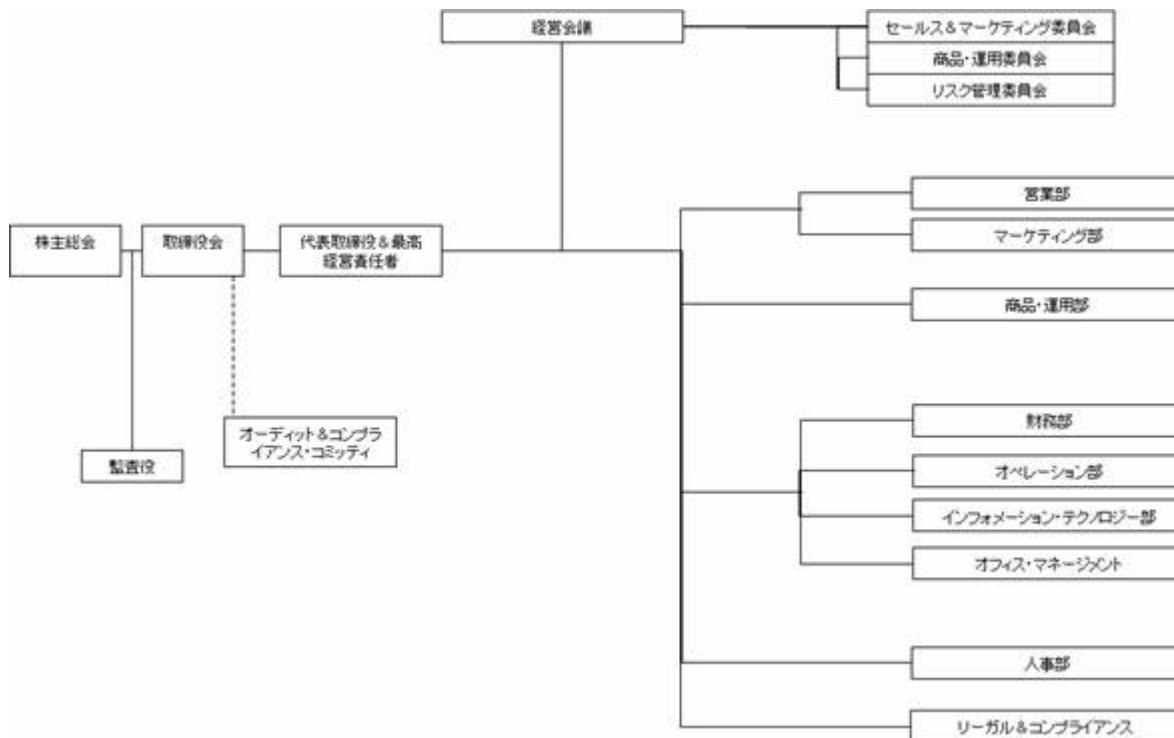 経営会議
セールス&マーケティング委員会
商品・運用委員会
リスク管理委員会
営業部
マーケティング部
株主総会
取締役会
代表取締役&最高
経営責任者
商品・運用部
財務部
オーディット&コンプラ
イアンス・コミッティ
監査役
オペレーション部
インフォメーション・テクノロジー部
オフィス・マネージメント
人事部
リーガル&コンプライアンス